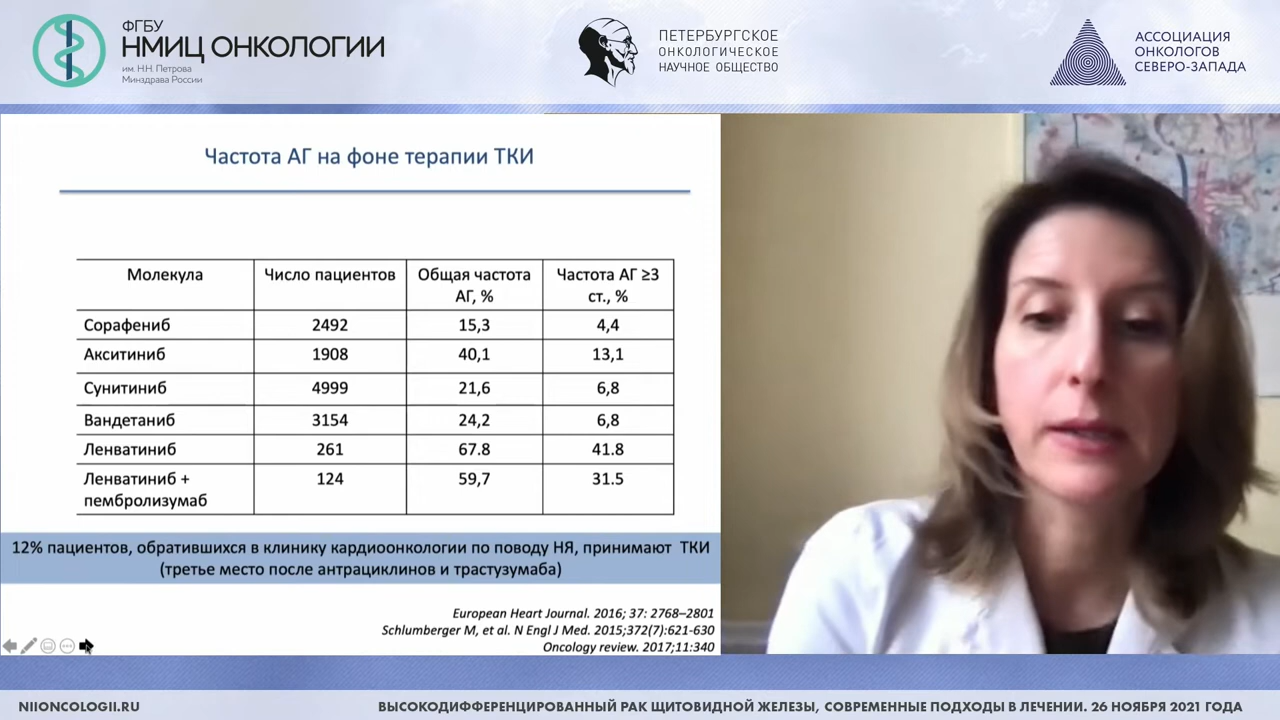 ФГБУ
НМИЦ ОНКОЛОГИИ
им. Н.Н. Петрова
Минздрава России
ПЕТЕРБУРГСКОЕ
ОНКОЛОГИЧЕСКОЕ
НАУЧНОЕ ОБЩЕСТВО
АССОЦИАЦИЯ
ОНКОЛОГОВ
СЕВЕРО-ЗАПАДА
Частота АГ на фоне терапии ТКИ
Молекула Число пациентов Общая частота АГ, % Частота АГ ≥3 ст., %
Сорафениб 2492 15,3 4,4
Акситиниб 1908 40,1 13,1
Сунитиниб 4999 21,6 6,8
Вандетаниб 3154 24,2 6,8
Ленватиниб 261 67.8 41.8
Ленватиниб + пембролизумаб 124 59,7 31.5
12% пациентов, обратившихся в клинику кардиоонкологии по поводу НЯ, принимают ТКИ
(третье место после антрациклинов и трастузумаба)
European Heart Journal. 2016; 37: 2768–2801
Schlumberger M, et al. N Engl J Med. 2015;372(7):621-630
Oncology review. 2017;11:340
NIIONCOLOGII.RU
ВЫСОКОДИФФЕРЕНЦИРОВАННЫЙ РАК ЩИТОВИДНОЙ ЖЕЛЕЗЫ, СОВРЕМЕННЫЕ ПОДХОДЫ В ЛЕЧЕНИИ. 26 НОЯБРЯ 2021 ГОДА